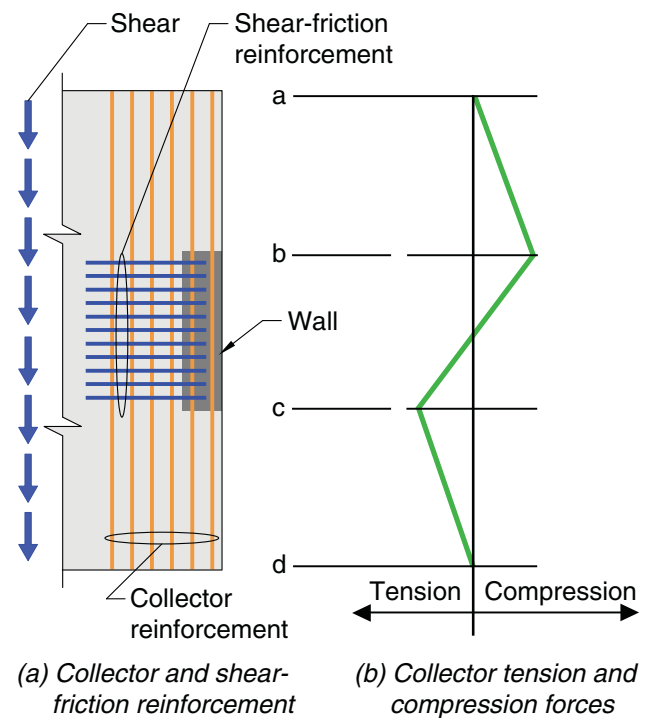 Shear
Shear-friction
reinforcement
Wall
Collector
reinforcement
(a) Collector and shear-
friction reinforcement
a
b
c
d
Tension
Compression
(b) Collector tension and
compression forces